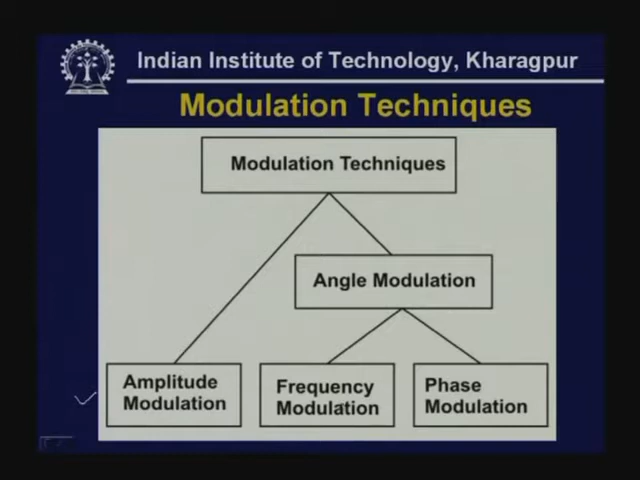 Indian Institute of Technology, Kharagpur
Modulation Techniques
Modulation Techniques
Angle Modulation
Amplitude
Modulation
Frequency
Modulation
Phase
Modulation